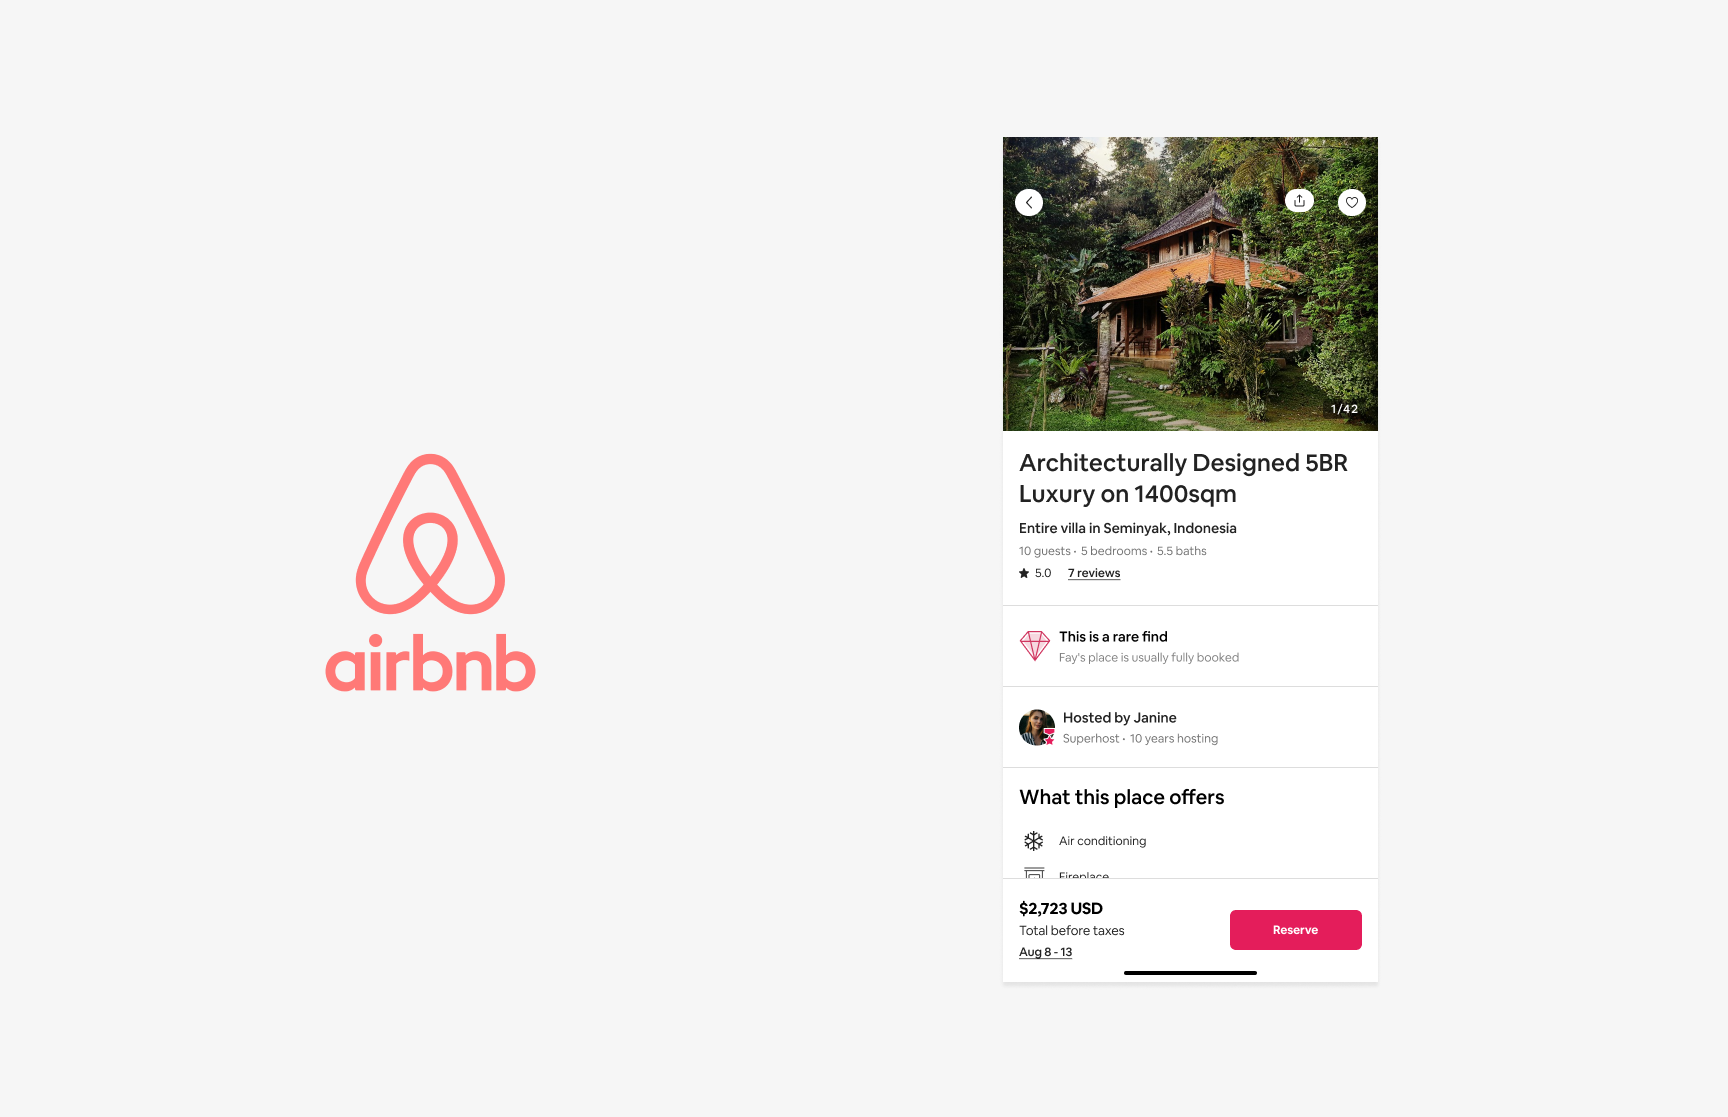 airbnb
1/42
Architecturally Designed 5BR
Luxury on 1400sqm
Entire villa in Seminyak, Indonesia
10 guests · 5 bedrooms · 5.5 baths
5.0 7 reviews
This is a rare find
Fay's place is usually fully booked
Hosted by Janine
Superhost · 10 years hosting
What this place offers
Air conditioning
Fireplace
$2,723 USD
Total before taxes
Reserve
Aug 8 - 13